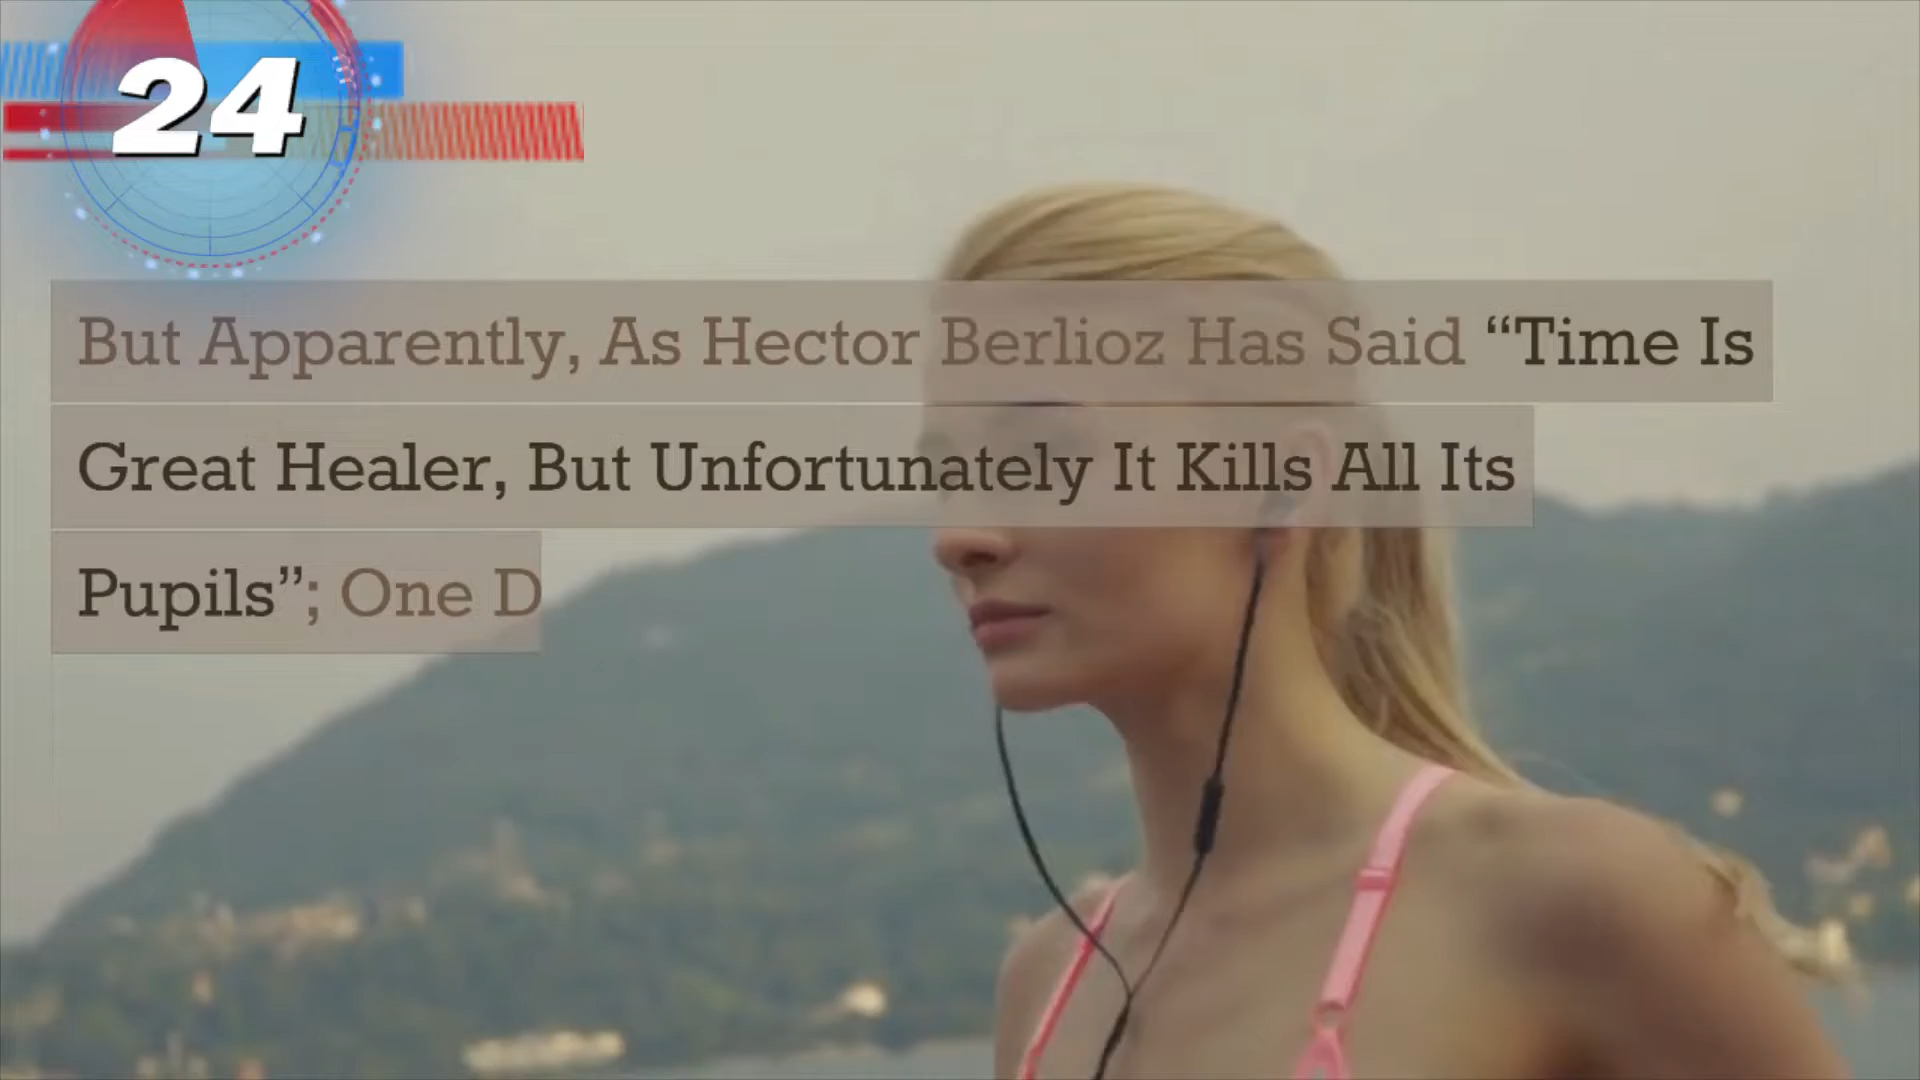 24
But Apparently, As Hector Berlioz Has Said “Time Is
Great Healer, But Unfortunately It Kills All Its
Pupils”; One D